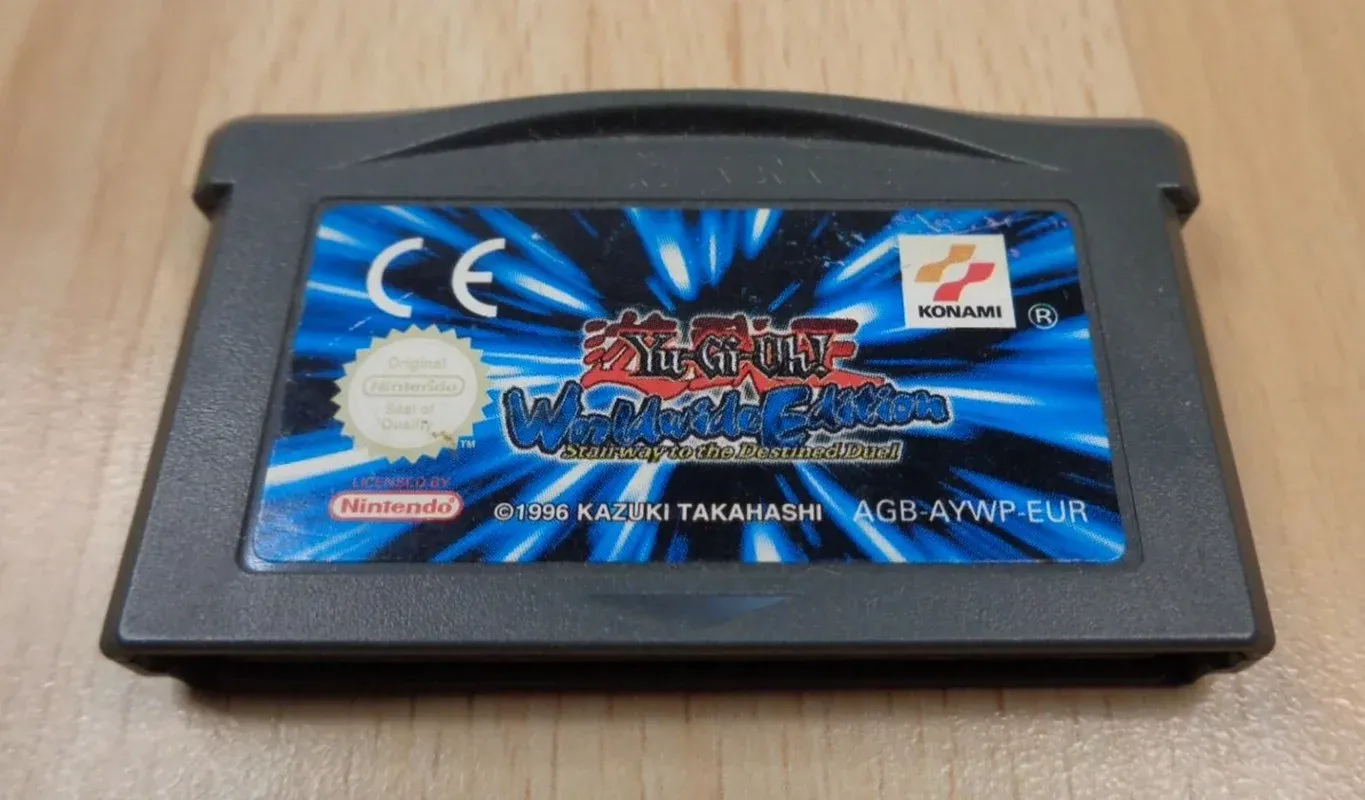 CE
KONAMI
®
Original
Nintendo
Seal of
Quality
TM
Yu-Gi-Oh!
Worldwide Edition
Stairway to the Destined Duel
LICENSED BY
Nintendo®
©1996 KAZUKI TAKAHASHI
AGB-AYWP-EUR